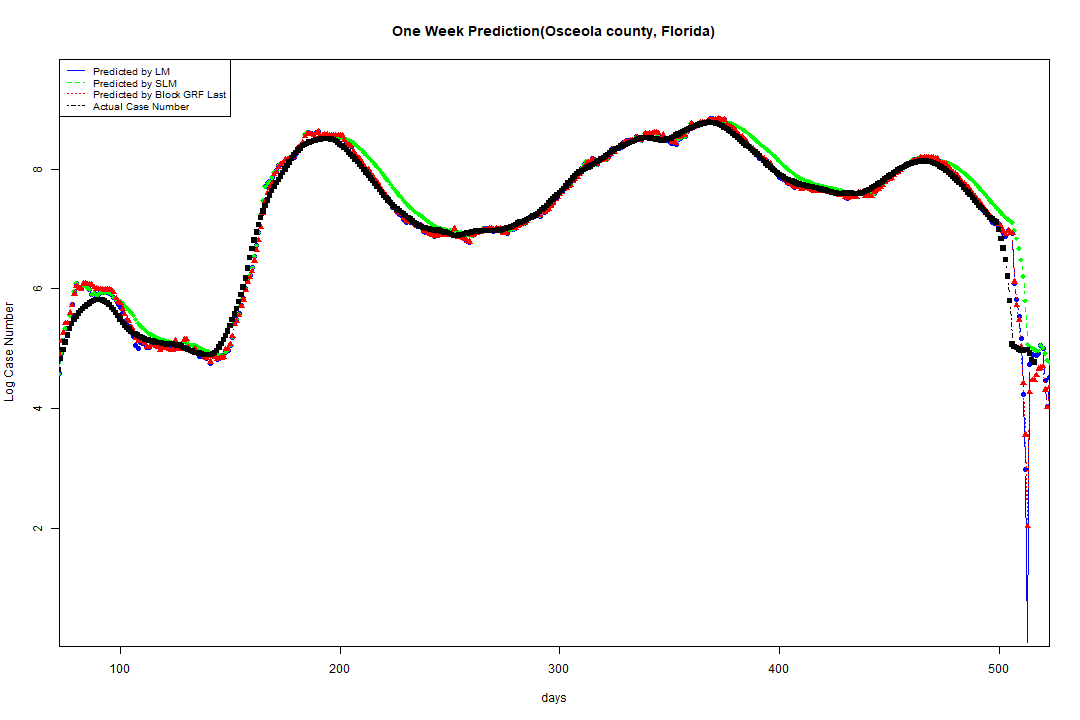 One Week Prediction(Osceola county, Florida)
Predicted by LM
Predicted by SLM
Predicted by Block GRF Last
Actual Case Number
8
6
4
2
Log Case Number
100 200 300 400 500
days